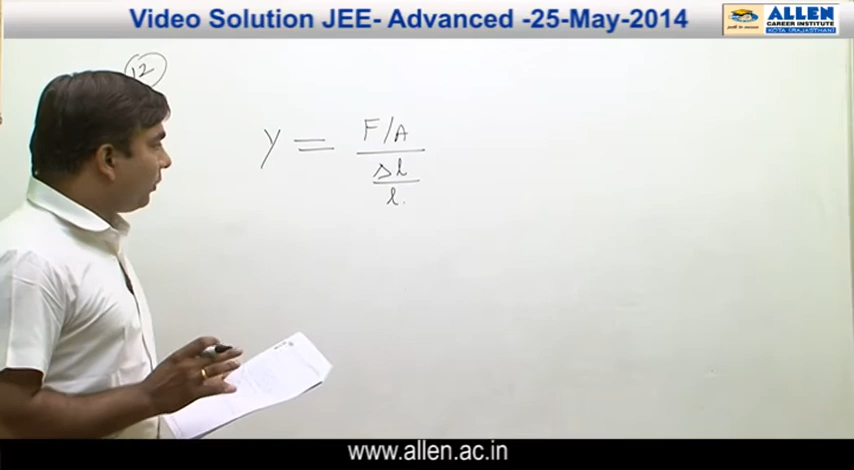 Video Solution JEE- Advanced -25-May-2014
ALLEN
CAREER INSTITUTE
KOTA (RAJASTHAN)
12
Y = F/A
Δl
l
www.allen.ac.in